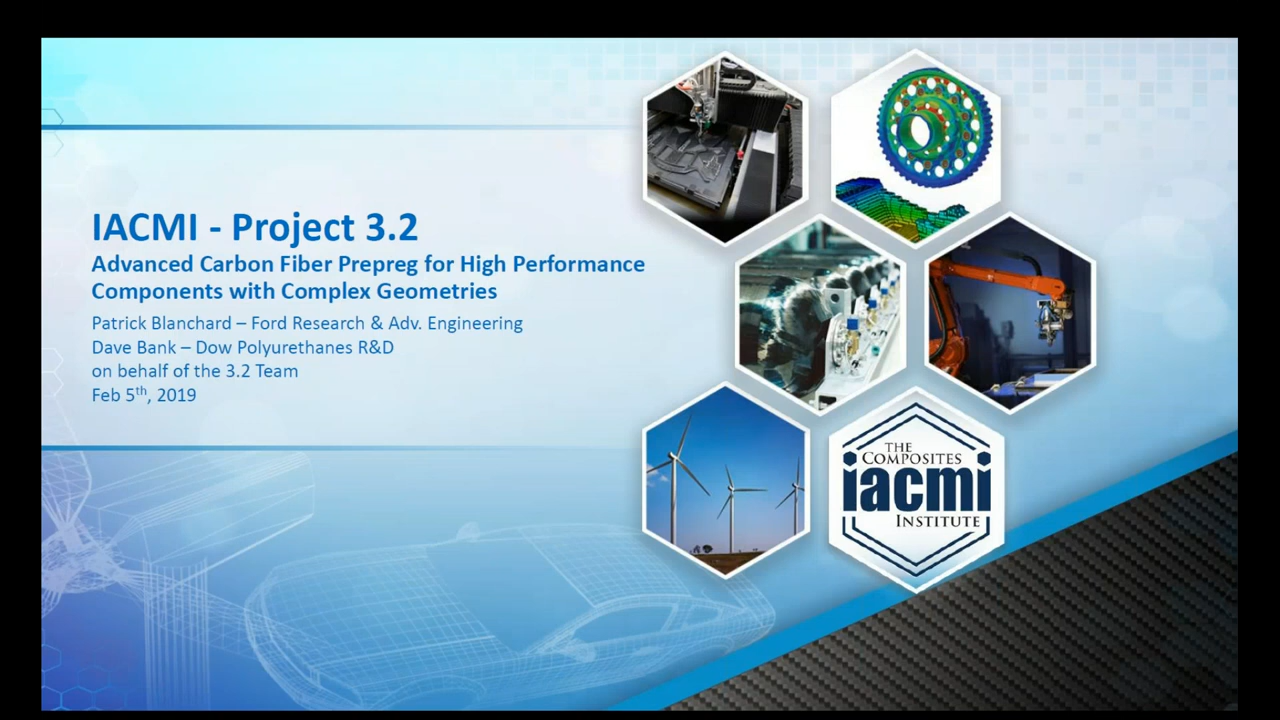 IACMI - Project 3.2
Advanced Carbon Fiber Prepreg for High Performance
Components with Complex Geometries
Patrick Blanchard – Ford Research & Adv. Engineering
Dave Bank – Dow Polyurethanes R&D
on behalf of the 3.2 Team
Feb 5th, 2019
THE
COMPOSITES
iacmi
INSTITUTE